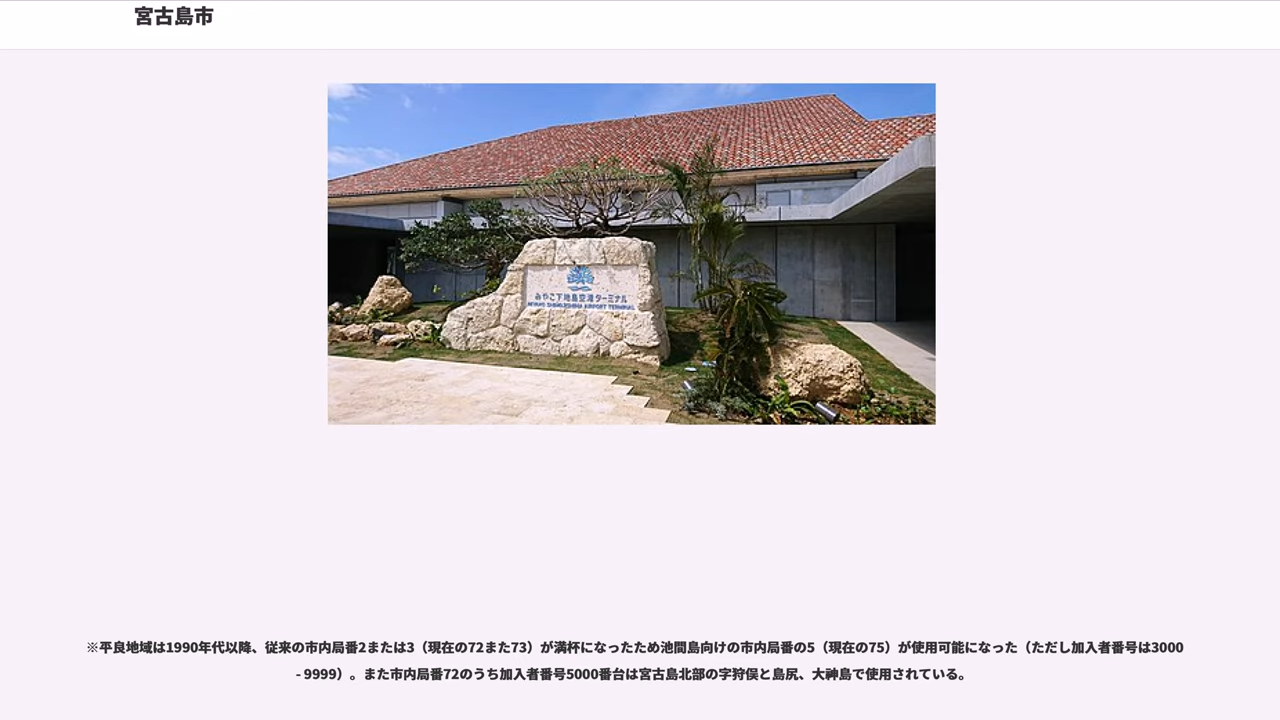 宮古島市
みやこ下地島空港ターミナル
MIYAKO SHIMOJISHIMA AIRPORT TERMINAL
※平良地域は1990年代以降、従来の市内局番2または3（現在の72また73）が満杯になったため池間島向けの市内局番の5（現在の75）が使用可能になった（ただし加入者番号は3000
- 9999）。また市内局番72のうち加入者番号5000番台は宮古島北部の字狩俣と島尻、大神島で使用されている。